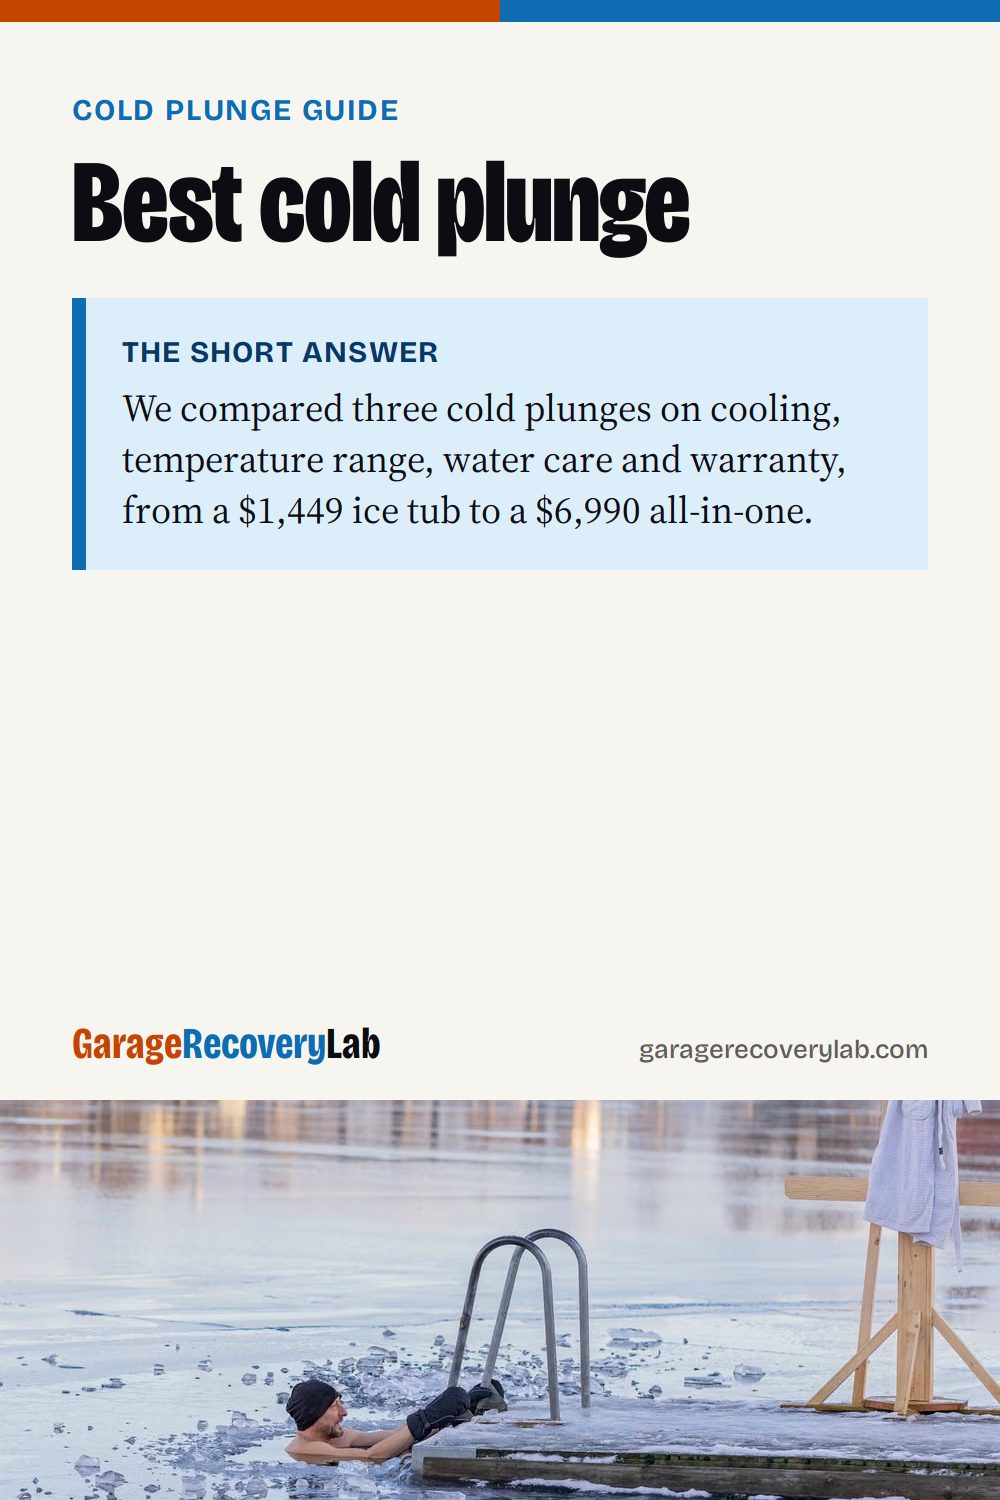 COLD PLUNGE GUIDE
Best cold plunge
THE SHORT ANSWER
We compared three cold plunges on cooling,
temperature range, water care and warranty,
from a $1,449 ice tub to a $6,990 all-in-one.
GarageRecoveryLab
garagerecoverylab.com